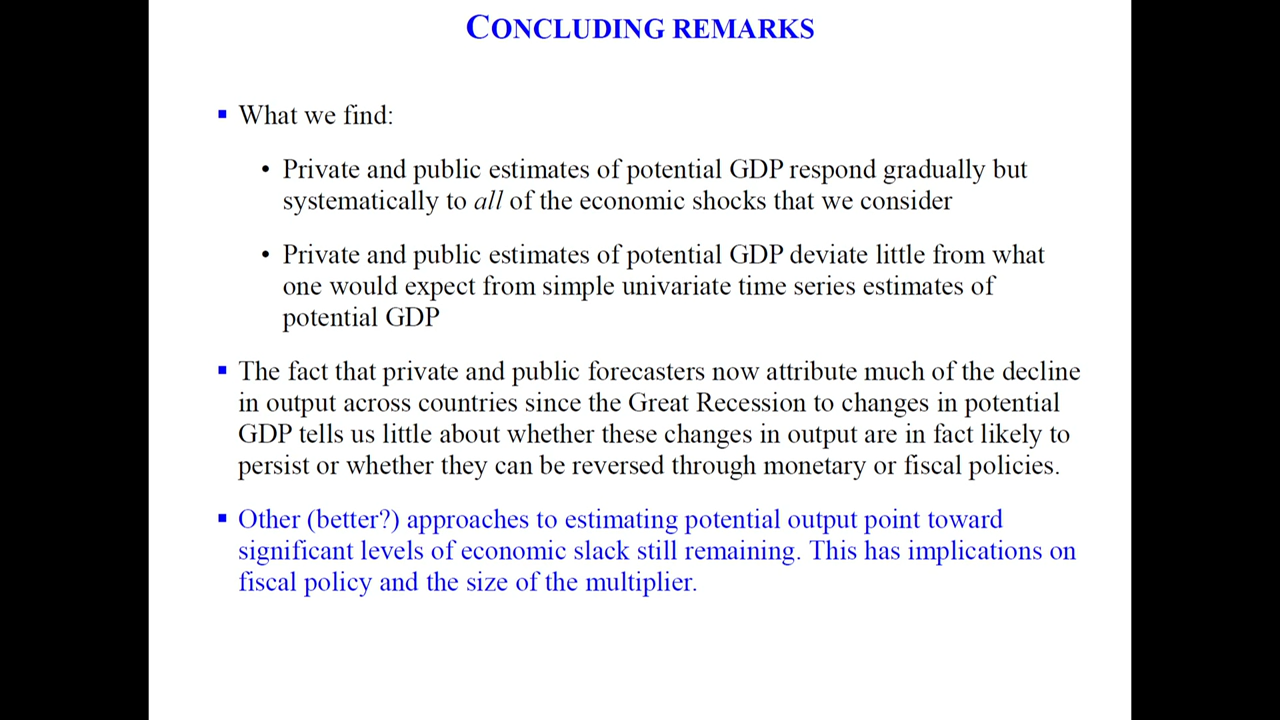 CONCLUDING REMARKS
▪ What we find:
• Private and public estimates of potential GDP respond gradually but
systematically to all of the economic shocks that we consider
• Private and public estimates of potential GDP deviate little from what
one would expect from simple univariate time series estimates of
potential GDP
▪ The fact that private and public forecasters now attribute much of the decline
in output across countries since the Great Recession to changes in potential
GDP tells us little about whether these changes in output are in fact likely to
persist or whether they can be reversed through monetary or fiscal policies.
▪ Other (better?) approaches to estimating potential output point toward
significant levels of economic slack still remaining. This has implications on
fiscal policy and the size of the multiplier.